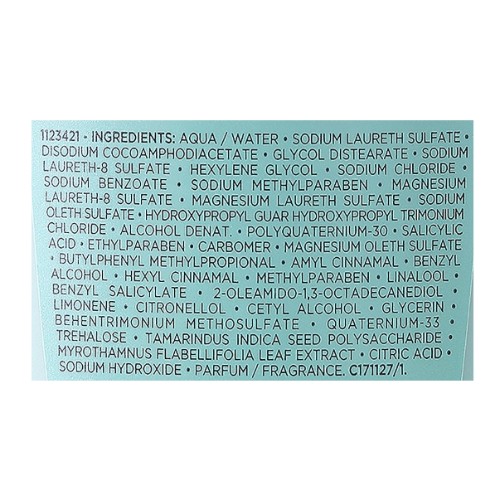 1123421 - INGREDIENTS: AQUA / WATER • SODIUM LAURETH SULFATE •
DISODIUM COCOAMPHODIACETATE • GLYCOL DISTEARATE • SODIUM
LAURETH-8 SULFATE • HEXYLENE GLYCOL • SODIUM CHLORIDE •
SODIUM BENZOATE • SODIUM METHYLPARABEN • MAGNESIUM
LAURETH-8 SULFATE • MAGNESIUM LAURETH SULFATE • SODIUM
OLETH SULFATE • HYDROXYPROPYL GUAR HYDROXYPROPYL TRIMONIUM
CHLORIDE • ALCOHOL DENAT. • POLYQUATERNIUM-30 • SALICYLIC
ACID • ETHYLPARABEN • CARBOMER • MAGNESIUM OLETH SULFATE
• BUTYLPHENYL METHYLPROPIONAL • AMYL CINNAMAL • BENZYL
ALCOHOL • HEXYL CINNAMAL • METHYLPARABEN • LINALOOL •
BENZYL SALICYLATE • 2-OLEAMIDO-1,3-OCTADECANEDIOL •
LIMONENE • CITRONELLOL • CETYL ALCOHOL • GLYCERIN •
BEHENTRIMONIUM METHOSULFATE • QUATERNIUM-33 •
TREHALOSE • TAMARINDUS INDICA SEED POLYSACCHARIDE •
MYROTHAMNUS FLABELLIFOLIA LEAF EXTRACT • CITRIC ACID •
SODIUM HYDROXIDE • PARFUM / FRAGRANCE. C171127/1.